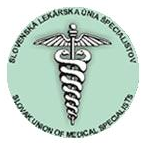 SLOVENSKÁ LEKÁRSKA ÚNIA ŠPECIALISTOV
SLOVAK UNION OF MEDICAL SPECIALISTS